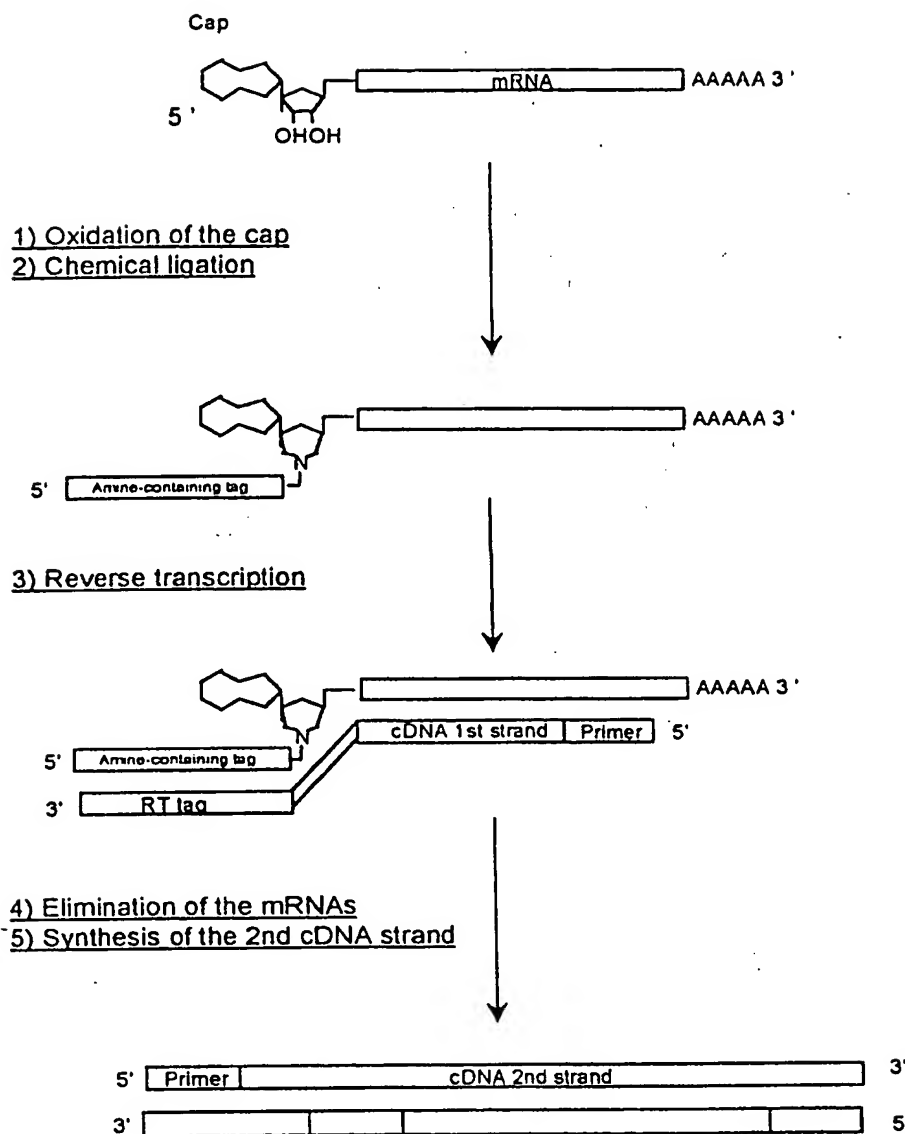 Cap
mRNA AAAAA 3 '
5 '
OHOH
1) Oxidation of the cap
2) Chemical ligation
AAAAA 3 '
N
5' Amine-containing tag
3) Reverse transcription
AAAAA 3 '
N
cDNA 1st strand Primer 5'
5' Amine-containing tag
3' RT tag
4) Elimination of the mRNAs
5) Synthesis of the 2nd cDNA strand
5' Primer cDNA 2nd strand 3'
3' 5'